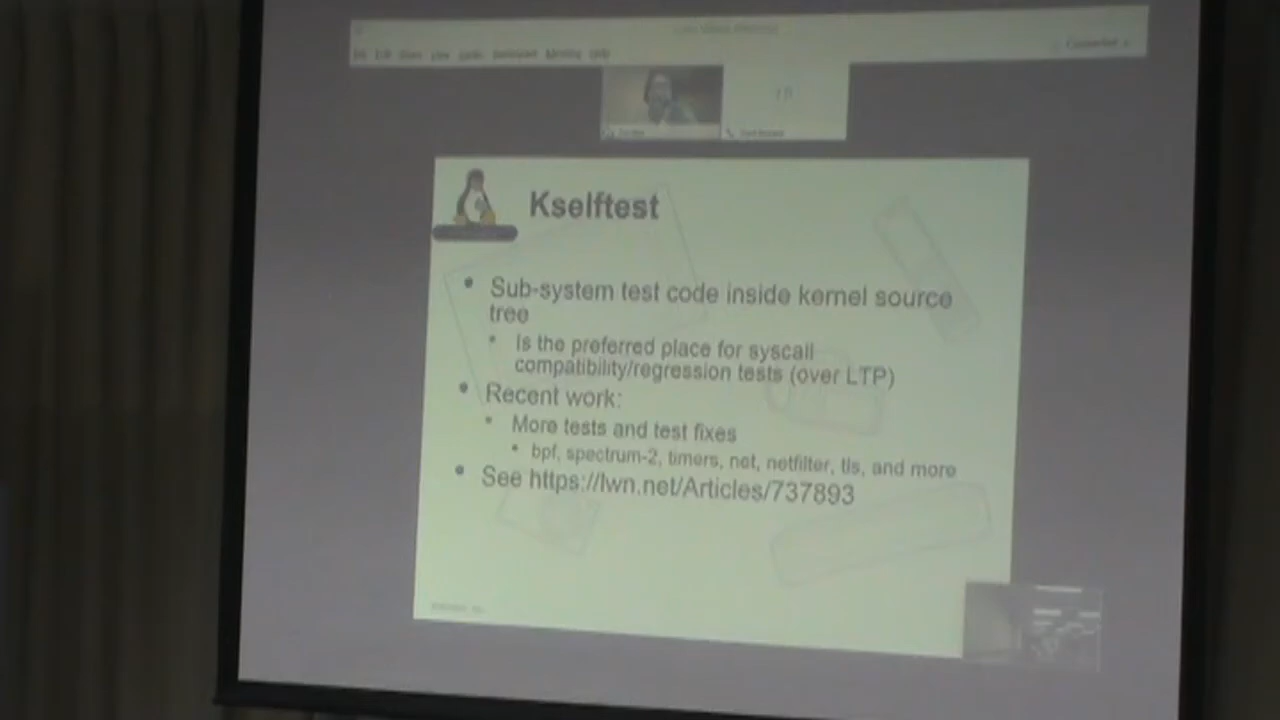 Kselftest
Sub-system test code inside kernel source
tree
Is the preferred place for syscall
compatibility/regression tests (over LTP)
Recent work:
More tests and test fixes
bpf, spectrum-2, timers, net, netfilter, tls, and more
See https://lwn.net/Articles/737893